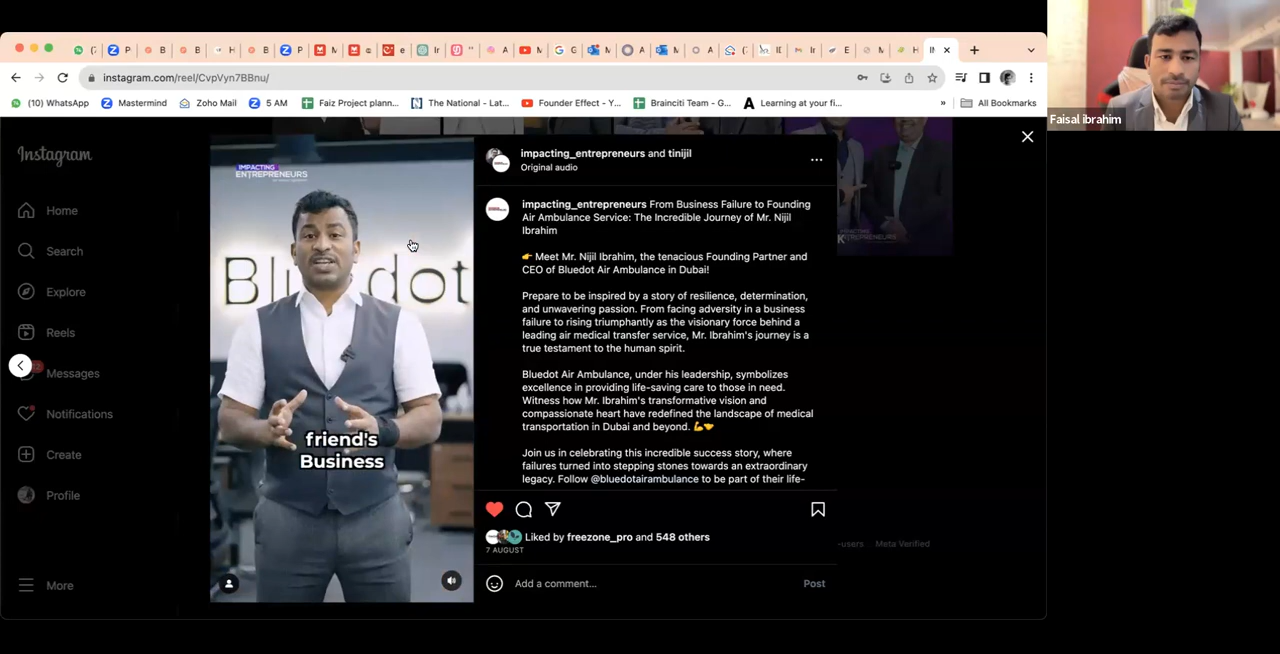 instagram.com/reel/CvpVyn7BBnu/
(10) WhatsApp
Mastermind
Zoho Mail
5 AM
Faiz Project plann...
The National - Lat...
Founder Effect - Y...
Brainciti Team - G...
Learning at your fi...
»
All Bookmarks
Faisal ibrahim
Instagram
Home
Search
Explore
Reels
Messages
Notifications
Create
Profile
More
IMPACTING
ENTREPRENEURS
Bluedot
friend's
Business
impacting_entrepreneurs and tinijil
Original audio
impacting_entrepreneurs From Business Failure to Founding
Air Ambulance Service: The Incredible Journey of Mr. Nijil
Ibrahim
👉 Meet Mr. Nijil Ibrahim, the tenacious Founding Partner and
CEO of Bluedot Air Ambulance in Dubai!
Prepare to be inspired by a story of resilience, determination,
and unwavering passion. From facing adversity in a business
failure to rising triumphantly as the visionary force behind a
leading air medical transfer service, Mr. Ibrahim's journey is a
true testament to the human spirit.
Bluedot Air Ambulance, under his leadership, symbolizes
excellence in providing life-saving care to those in need.
Witness how Mr. Ibrahim's transformative vision and
compassionate heart have redefined the landscape of medical
transportation in Dubai and beyond. 💪🤝
Join us in celebrating this incredible success story, where
failures turned into stepping stones towards an extraordinary
legacy. Follow @bluedotairambulance to be part of their life-
Liked by freezone_pro and 548 others
7 AUGUST
Add a comment...
Post
-users
Meta Verified